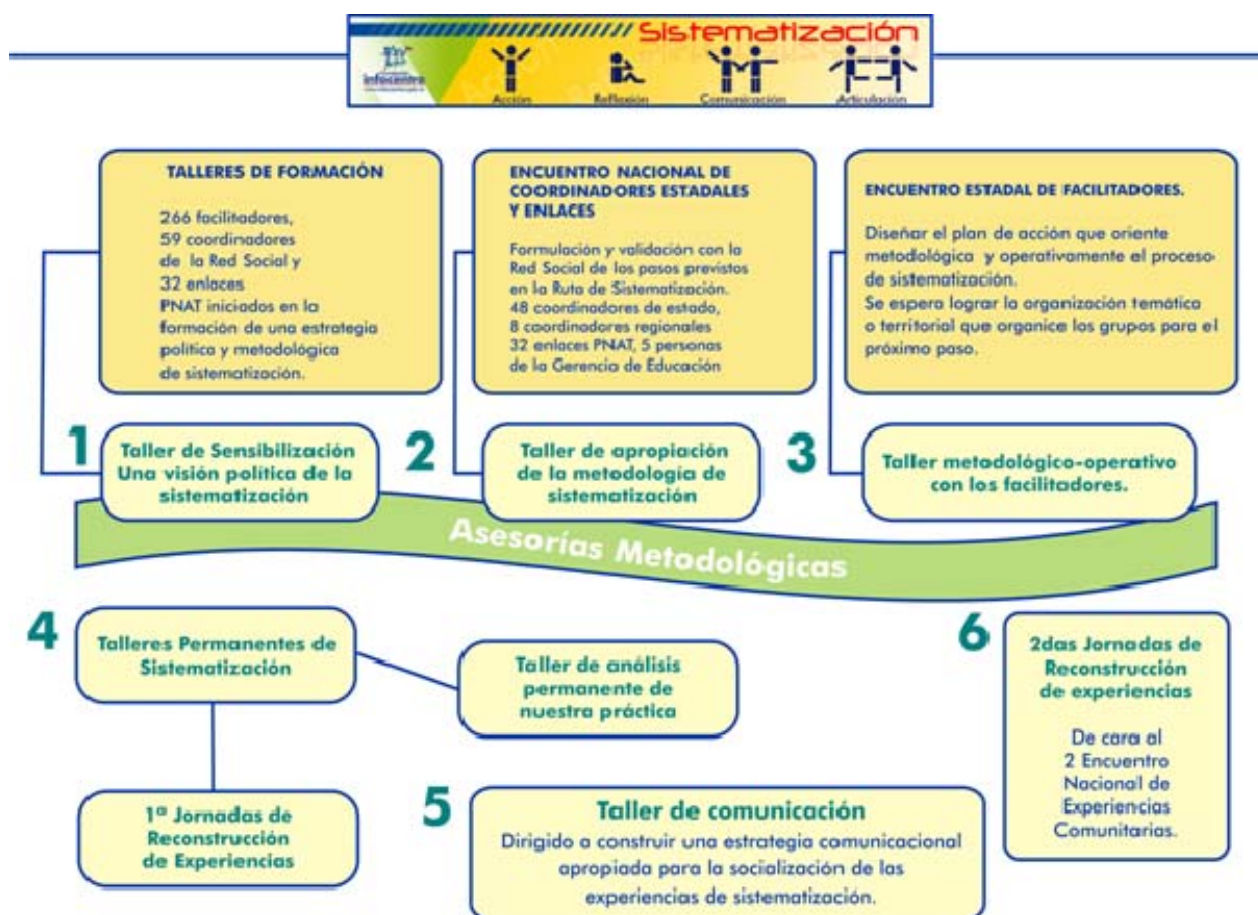 Sistematización
infocentro
Acción
Reflexión
Comunicación
Articulación
TALLERES DE FORMACIÓN
266 facilitadores,
59 coordinadores
de la Red Social y
32 enlaces
PNAT iniciados en la
formación de una estrategia
política y metodológica
de sistematización.
ENCUENTRO NACIONAL DE
COORDINADORES ESTADALES
Y ENLACES
Formulación y validación con la
Red Social de los pasos previstos
en la Ruta de Sistematización.
48 coordinadores de estado,
8 coordinadores regionales
32 enlaces PNAT, 5 personas
de la Gerencia de Educación
ENCUENTRO ESTADAL DE FACILITADORES.
Diseñar el plan de acción que oriente
metodológica y operativamente el proceso
de sistematización.
Se espera lograr la organización temática
o territorial que organice los grupos para el
próximo paso.
1
Taller de Sensibilización
Una visión política de la
sistematización
2
Taller de apropiación
de la metodología de
sistematización
3
Taller metodológico-operativo
con los facilitadores.
Asesorías Metodológicas
4
Talleres Permanentes de
Sistematización
Taller de análisis
permanente de
nuestra práctica
1ª Jornadas de
Reconstrucción
de Experiencias
5
Taller de comunicación
Dirigido a construir una estrategia comunicacional
apropiada para la socialización de las
experiencias de sistematización.
6
2das Jornadas de
Reconstrucción
de experiencias
De cara al
2 Encuentro
Nacional de
Experiencias
Comunitarias.